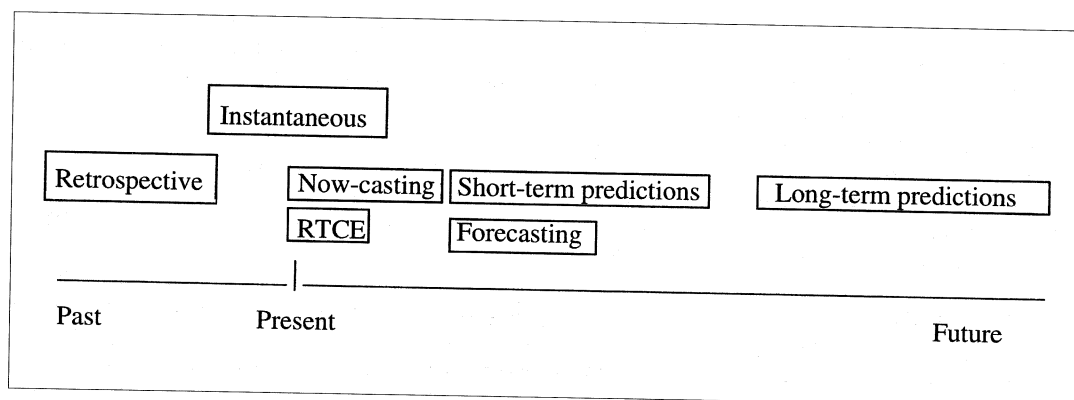 Instantaneous
Retrospective
Now-casting
Short-term predictions
Long-term predictions
RTCE
Forecasting
Past
Present
Future